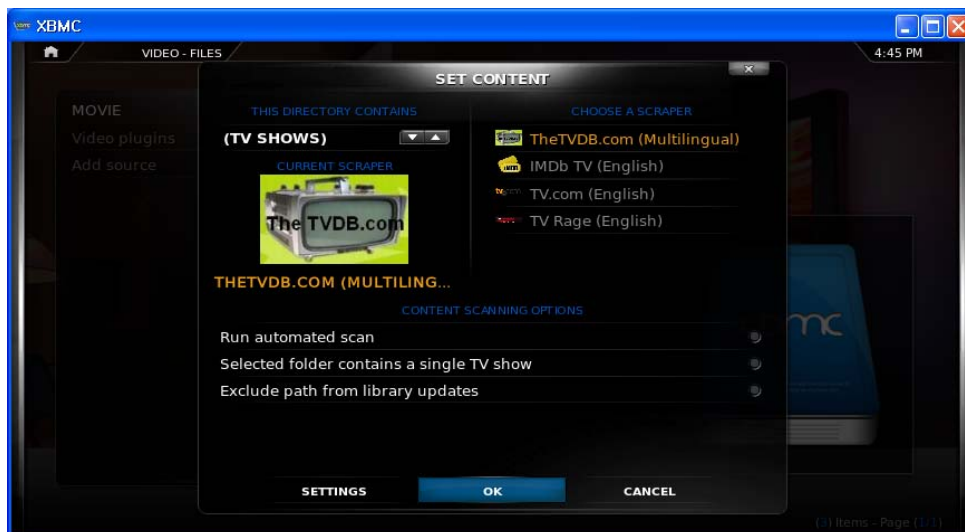 XBMC
VIDEO - FILES
4:45 PM
SET CONTENT
MOVIE
Video plugins
Add source
THIS DIRECTORY CONTAINS
(TV SHOWS)
CURRENT SCRAPER
The TVDB.com
THETVDB.COM (MULTILING...
CHOOSE A SCRAPER
TheTVDB.com (Multilingual)
IMDb TV (English)
TV.com (English)
TV Rage (English)
CONTENT SCANNING OPTIONS
Run automated scan
Selected folder contains a single TV show
Exclude path from library updates
SETTINGS
OK
CANCEL
(3) Items - Page (1/1)